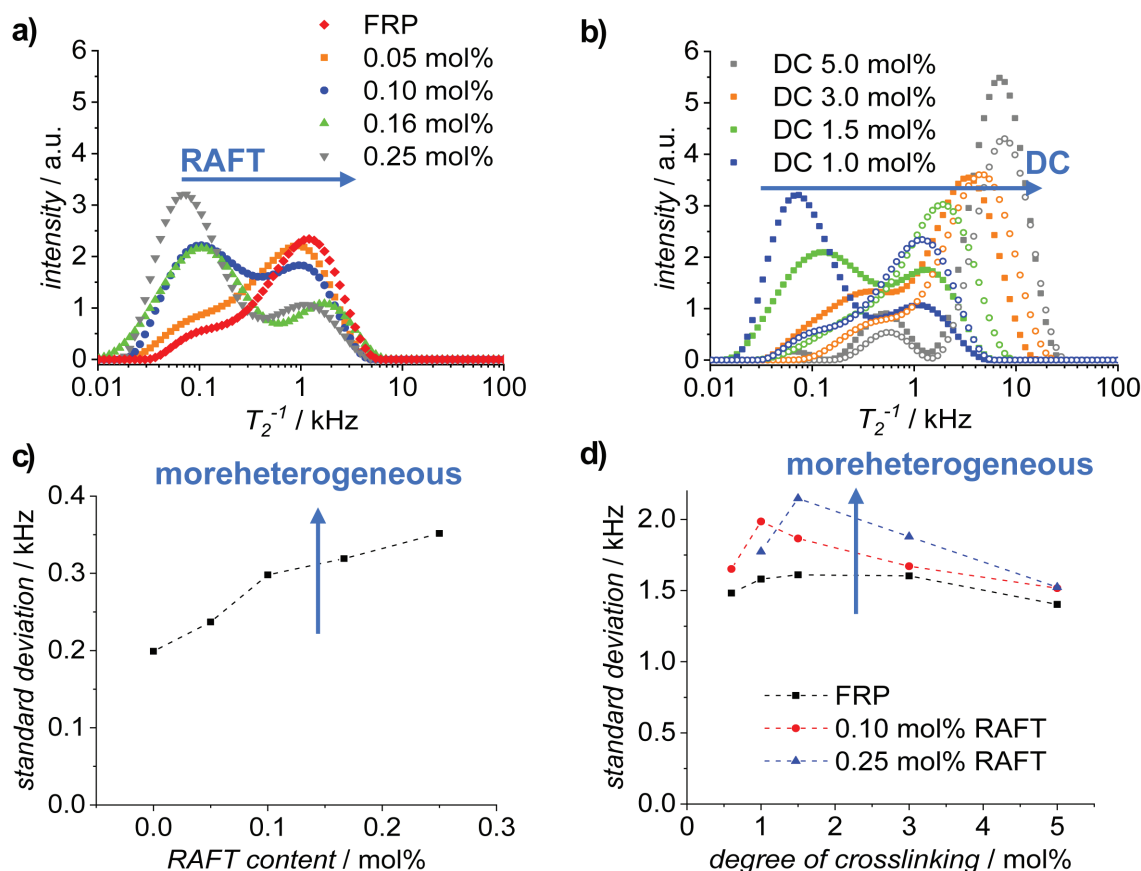 a)
FRP
0.05 mol%
0.10 mol%
0.16 mol%
0.25 mol%
RAFT
6
5
4
3
2
1
0
intensity / a.u.
0.01 0.1 1 10 100
T₂⁻¹ / kHz
b)
DC 5.0 mol%
DC 3.0 mol%
DC 1.5 mol%
DC 1.0 mol%
DC
6
5
4
3
2
1
0
intensity / a.u.
0.01 0.1 1 10 100
T₂⁻¹ / kHz
c)
moreheterogeneous
0.4
0.3
0.2
0.1
0.0
standard deviation / kHz
0.0 0.1 0.2 0.3
RAFT content / mol%
d)
moreheterogeneous
2.0
1.5
1.0
0.5
0.0
standard deviation / kHz
FRP
0.10 mol% RAFT
0.25 mol% RAFT
0 1 2 3 4 5
degree of crosslinking / mol%